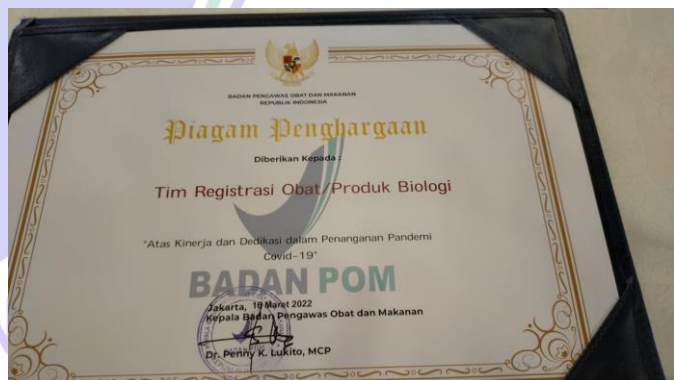 BADAN PENGAWAS OBAT DAN MAKANAN
REPUBLIK INDONESIA
Piagam Penghargaan
Diberikan Kepada :
Tim Registrasi Obat/Produk Biologi
"Atas Kinerja dan Dedikasi dalam Penanganan Pandemi
Covid-19"
BADAN POM
Jakarta, Maret 2022
Kepala Badan Pengawas Obat dan Makanan
Dr. Penny K. Lukito, MCP